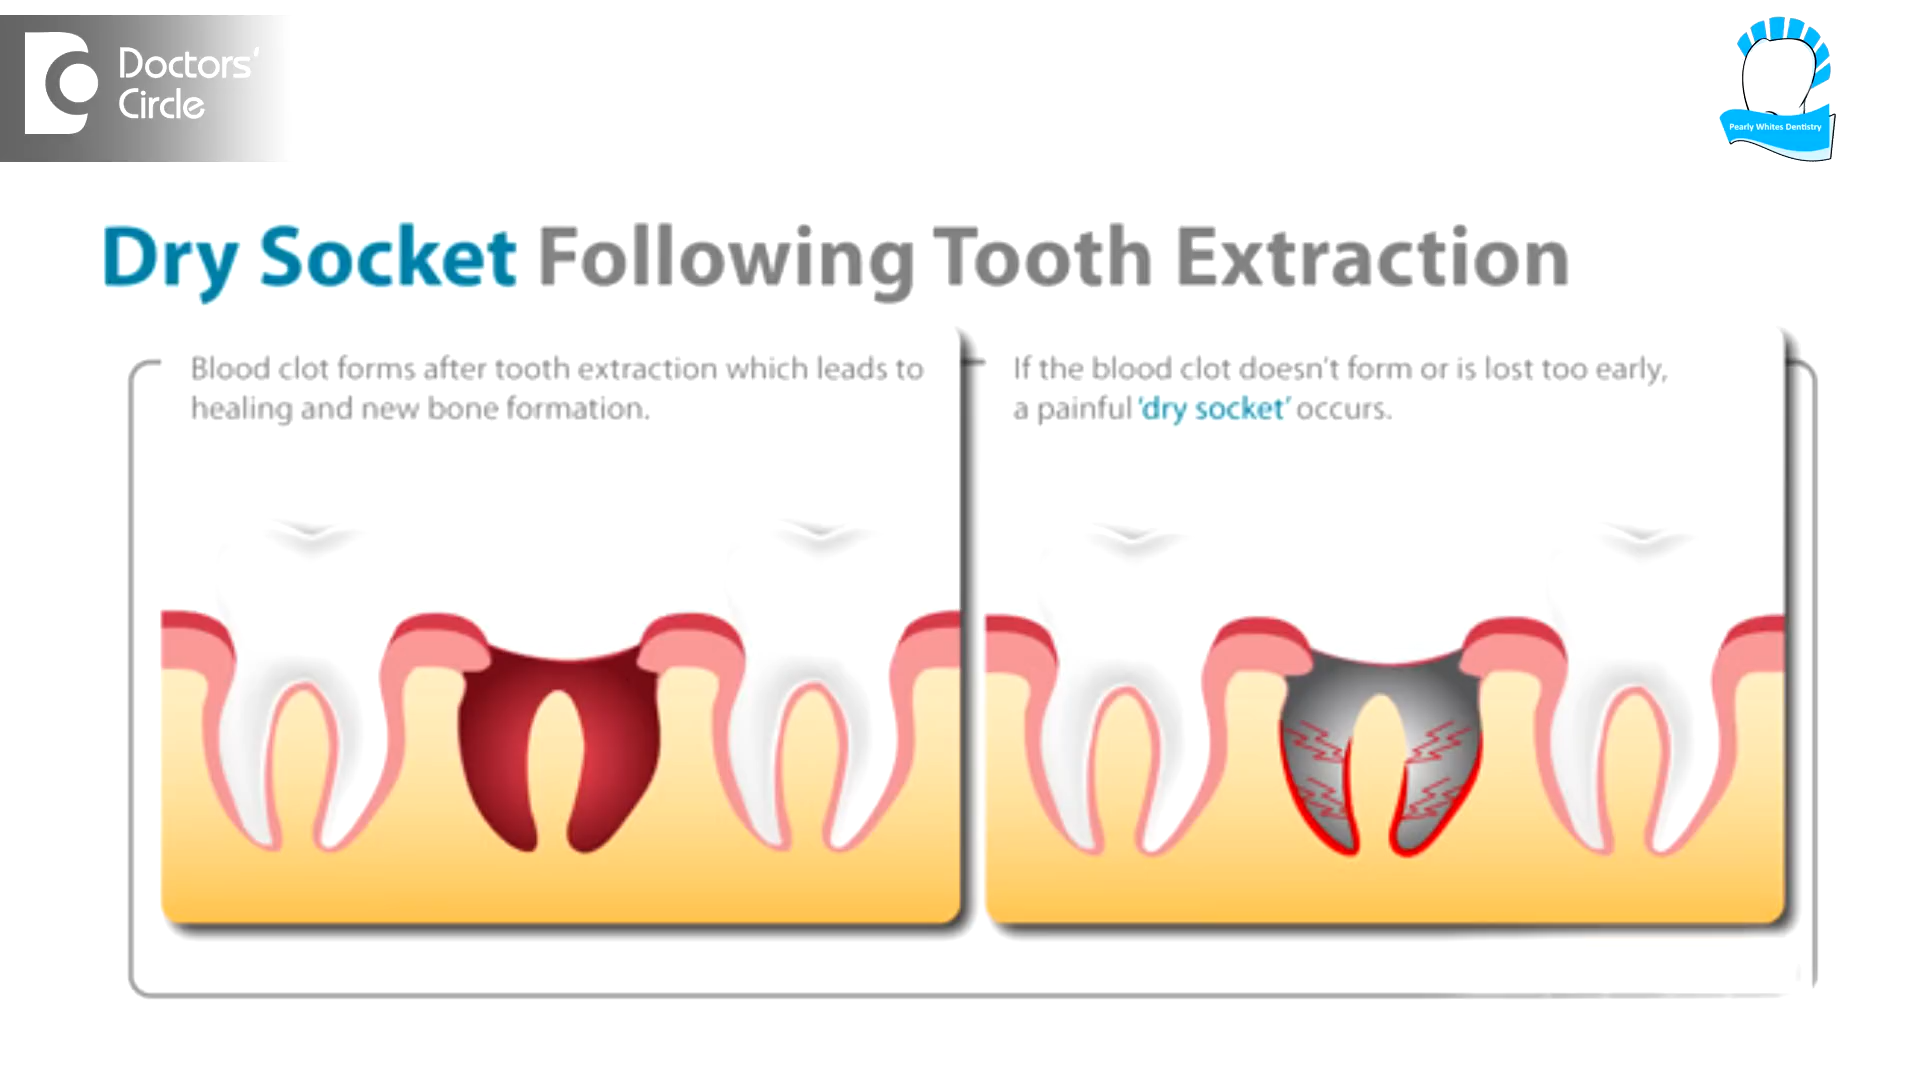 Doctors'
Circle
Pearly Whites Dentistry
Dry Socket Following Tooth Extraction
Blood clot forms after tooth extraction which leads to
healing and new bone formation.
If the blood clot doesn't form or is lost too early,
a painful 'dry socket' occurs.